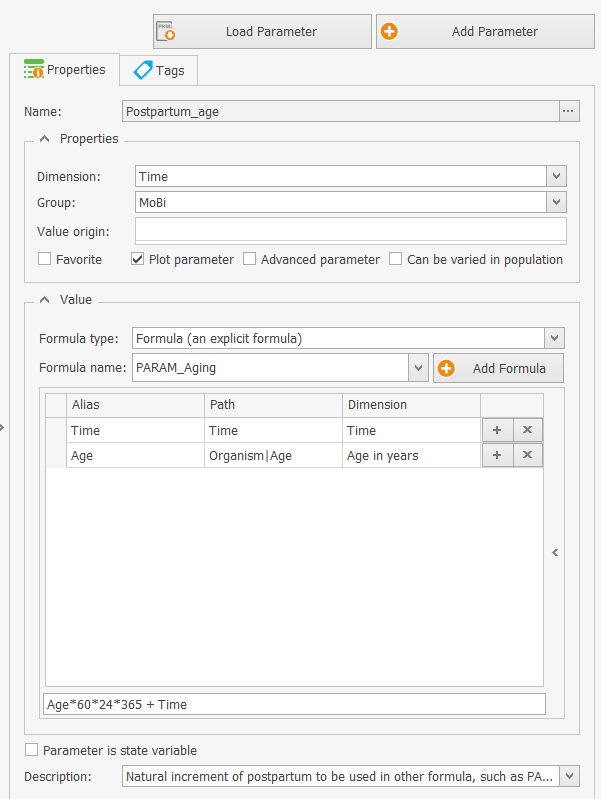 Load Parameter
Add Parameter
Properties
Tags
Name:
Postpartum_age
Properties
Dimension:
Time
Group:
MoBi
Value origin:
Favorite
Plot parameter
Advanced parameter
Can be varied in population
Value
Formula type:
Formula (an explicit formula)
Formula name:
PARAM_Aging
Add Formula
Alias
Path
Dimension
Time
Time
Time
Age
Organism|Age
Age in years
Age*60*24*365 + Time
Parameter is state variable
Description:
Natural increment of postpartum to be used in other formula, such as PA...